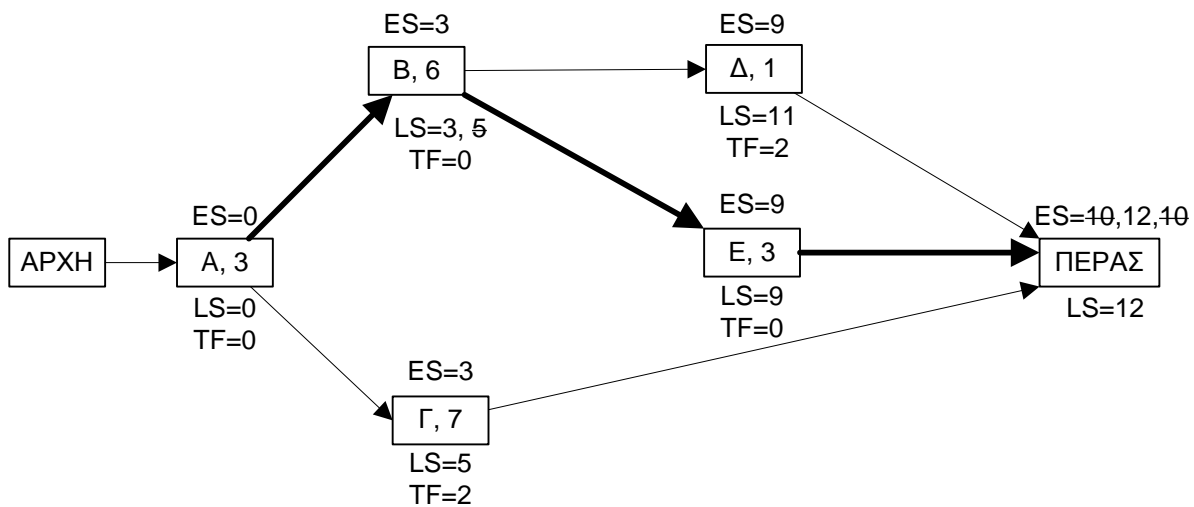 ES=3
Β, 6
LS=3, 5
TF=0
ES=9
Δ, 1
LS=11
TF=2
ΑΡΧΗ
ES=0
Α, 3
LS=0
TF=0
ES=9
Ε, 3
LS=9
TF=0
ES=10,12,10
ΠΕΡΑΣ
LS=12
ES=3
Γ, 7
LS=5
TF=2